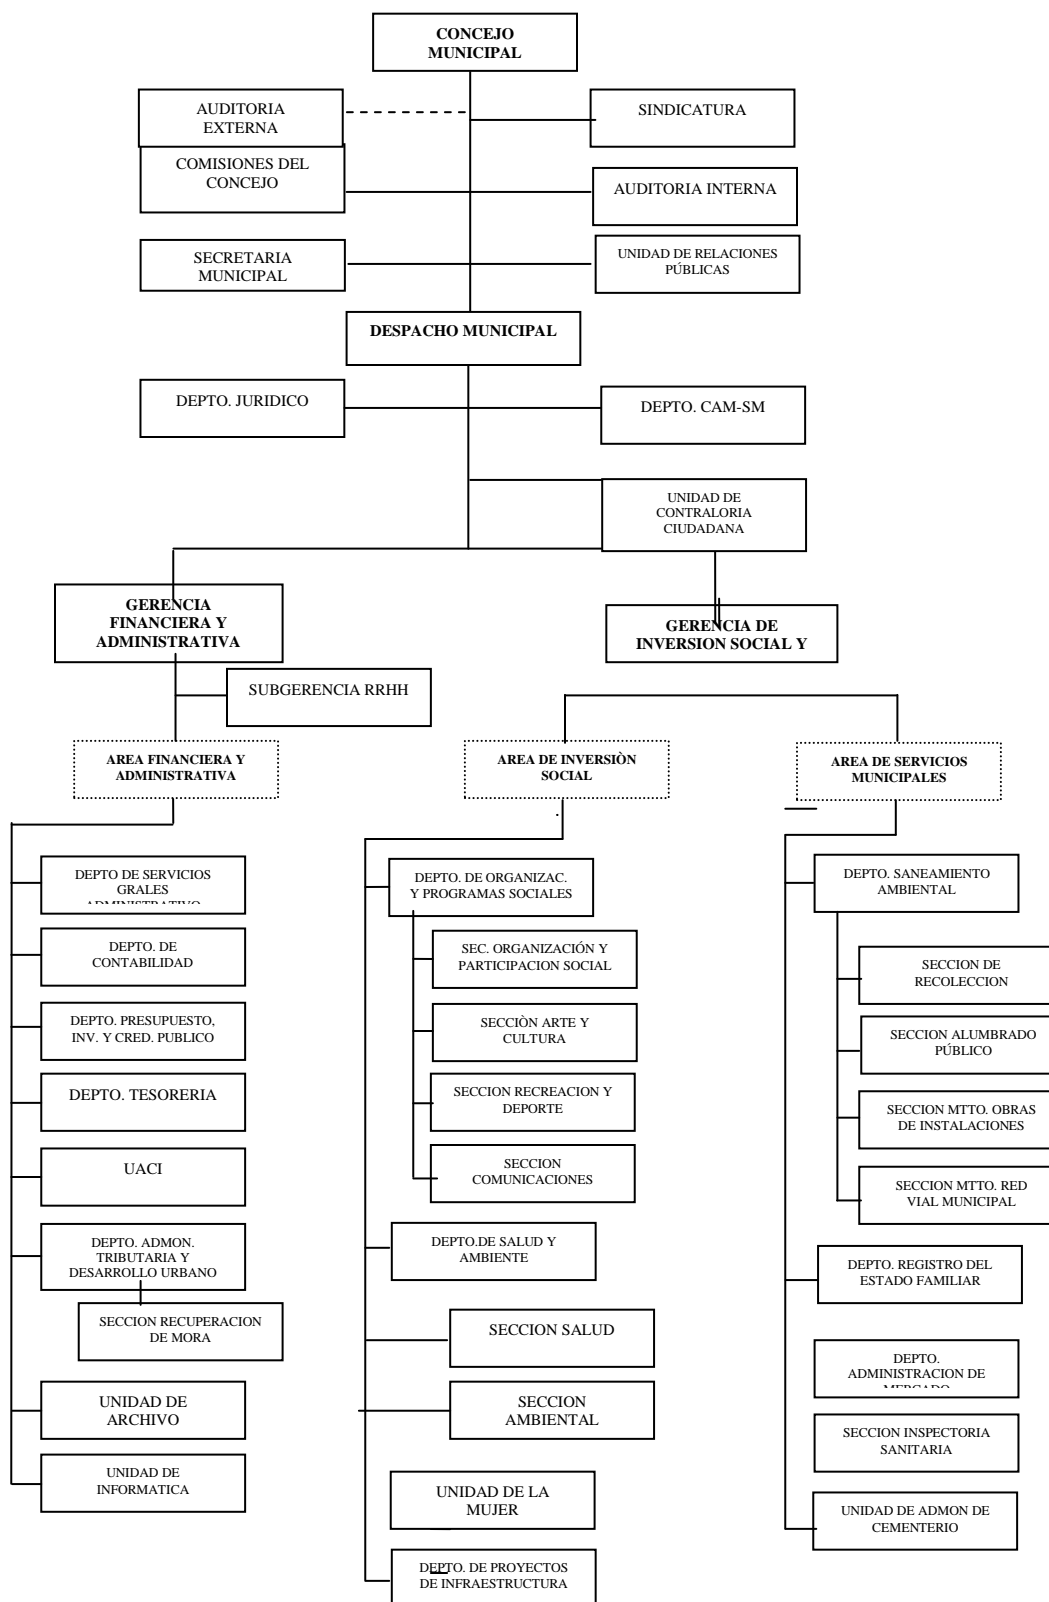 CONCEJO
MUNICIPAL
AUDITORIA
EXTERNA
SINDICATURA
COMISIONES DEL
CONCEJO
AUDITORIA INTERNA
SECRETARIA
MUNICIPAL
UNIDAD DE RELACIONES
PÚBLICAS
DESPACHO MUNICIPAL
DEPTO. JURIDICO
DEPTO. CAM-SM
UNIDAD DE
CONTRALORIA
CIUDADANA
GERENCIA
FINANCIERA Y
ADMINISTRATIVA
GERENCIA DE
INVERSION SOCIAL Y
SUBGERENCIA RRHH
AREA FINANCIERA Y
ADMINISTRATIVA
AREA DE INVERSIÒN
SOCIAL
AREA DE SERVICIOS
MUNICIPALES
DEPTO DE SERVICIOS
GRALES
ADMINISTRATIVO
DEPTO. DE
CONTABILIDAD
DEPTO. PRESUPUESTO,
INV. Y CRED. PUBLICO
DEPTO. TESORERIA
UACI
DEPTO. ADMON.
TRIBUTARIA Y
DESARROLLO URBANO
SECCION RECUPERACION
DE MORA
UNIDAD DE
ARCHIVO
UNIDAD DE
INFORMATICA
DEPTO. DE ORGANIZAC.
Y PROGRAMAS SOCIALES
SEC. ORGANIZACIÓN Y
PARTICIPACION SOCIAL
SECCIÒN ARTE Y
CULTURA
SECCION RECREACION Y
DEPORTE
SECCION
COMUNICACIONES
DEPTO.DE SALUD Y
AMBIENTE
SECCION SALUD
SECCION
AMBIENTAL
UNIDAD DE LA
MUJER
DEPTO. DE PROYECTOS
DE INFRAESTRUCTURA
DEPTO. SANEAMIENTO
AMBIENTAL
SECCION DE
RECOLECCION
SECCION ALUMBRADO
PÚBLICO
SECCION MTTO. OBRAS
DE INSTALACIONES
SECCION MTTO. RED
VIAL MUNICIPAL
DEPTO. REGISTRO DEL
ESTADO FAMILIAR
DEPTO.
ADMINISTRACION DE
MERCADO
SECCION INSPECTORIA
SANITARIA
UNIDAD DE ADMON DE
CEMENTERIO